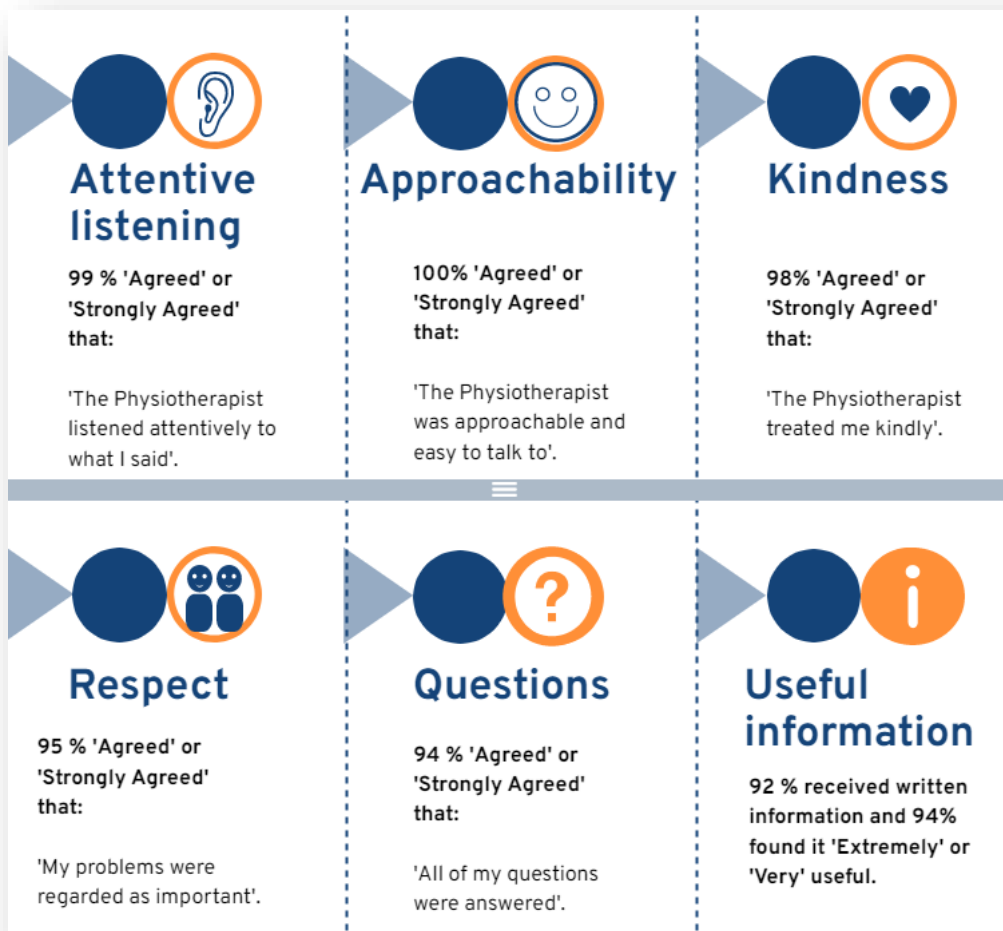 Attentive
listening
99 % 'Agreed' or
'Strongly Agreed'
that:
'The Physiotherapist
listened attentively to
what I said'.
Approachability
100% 'Agreed' or
'Strongly Agreed'
that:
'The Physiotherapist
was approachable and
easy to talk to'.
Kindness
98% 'Agreed' or
'Strongly Agreed'
that:
'The Physiotherapist
treated me kindly'.
Respect
95 % 'Agreed' or
'Strongly Agreed'
that:
'My problems were
regarded as important'.
?
Questions
94 % 'Agreed' or
'Strongly Agreed'
that:
'All of my questions
were answered'.
i
Useful
information
92 % received written
information and 94%
found it 'Extremely' or
'Very' useful.